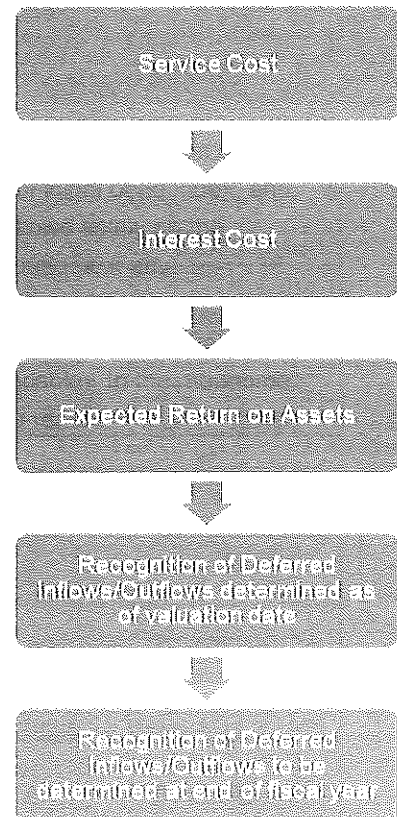 Service Cost
Interest Cost
Expected Return on Assets
Recognition of Deferred
Inflows/Outflows determined as
of valuation date
Recognition of Deferred
Inflows/Outflows to be
determined at end of fiscal year